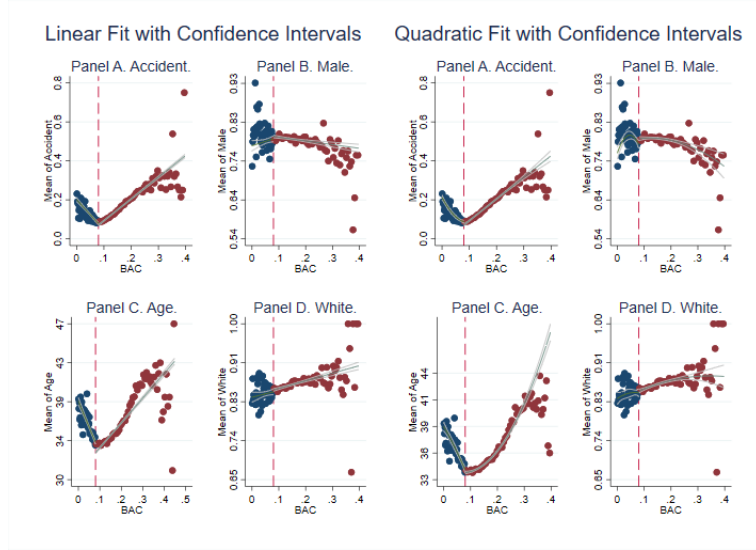 Linear Fit with Confidence Intervals
Quadratic Fit with Confidence Intervals
Panel A. Accident.
Mean of Accident
0.8
0.6
0.4
0.2
0.0
0 .1 .2 .3 .4
BAC
Panel B. Male.
Mean of Male
0.93
0.83
0.74
0.64
0.54
0 .1 .2 .3 .4
BAC
Panel A. Accident.
Mean of Accident
0.8
0.6
0.4
0.2
0.0
0 .1 .2 .3 .4
BAC
Panel B. Male.
Mean of Male
0.93
0.83
0.74
0.64
0.54
0 .1 .2 .3 .4
BAC
Panel C. Age.
Mean of Age
47
43
39
34
30
0 .1 .2 .3 .4 .5
BAC
Panel D. White.
Mean of White
1.00
0.91
0.83
0.74
0.65
0 .1 .2 .3 .4
BAC
Panel C. Age.
Mean of Age
44
41
38
36
33
0 .1 .2 .3 .4
BAC
Panel D. White.
Mean of White
1.00
0.91
0.83
0.74
0.65
0 .1 .2 .3 .4
BAC